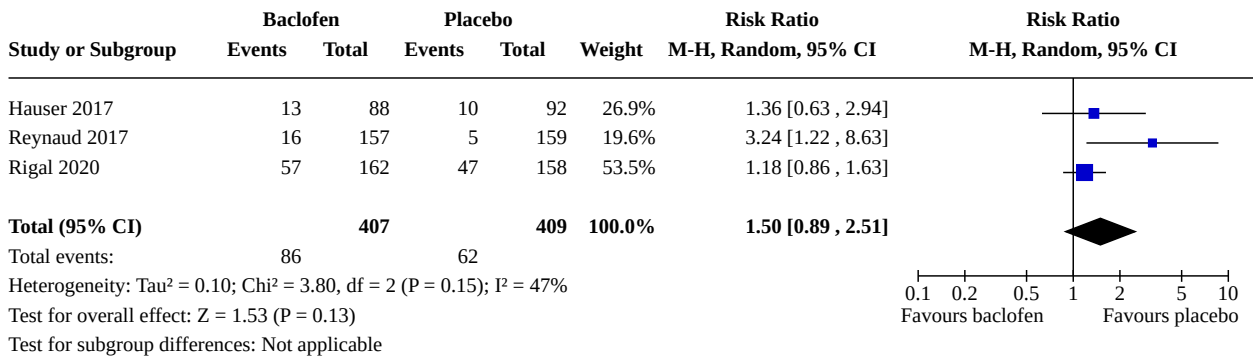 Baclofen Placebo Risk Ratio Risk Ratio
Study or Subgroup Events Total Events Total Weight M-H, Random, 95% CI M-H, Random, 95% CI
Hauser 2017 13 88 10 92 26.9% 1.36 [0.63 , 2.94]
Reynaud 2017 16 157 5 159 19.6% 3.24 [1.22 , 8.63]
Rigal 2020 57 162 47 158 53.5% 1.18 [0.86 , 1.63]
Total (95% CI) 407 409 100.0% 1.50 [0.89 , 2.51]
Total events: 86 62
Heterogeneity: Tau² = 0.10; Chi² = 3.80, df = 2 (P = 0.15); I² = 47%
0.1 0.2 0.5 1 2 5 10
Test for overall effect: Z = 1.53 (P = 0.13) Favours baclofen Favours placebo
Test for subgroup differences: Not applicable